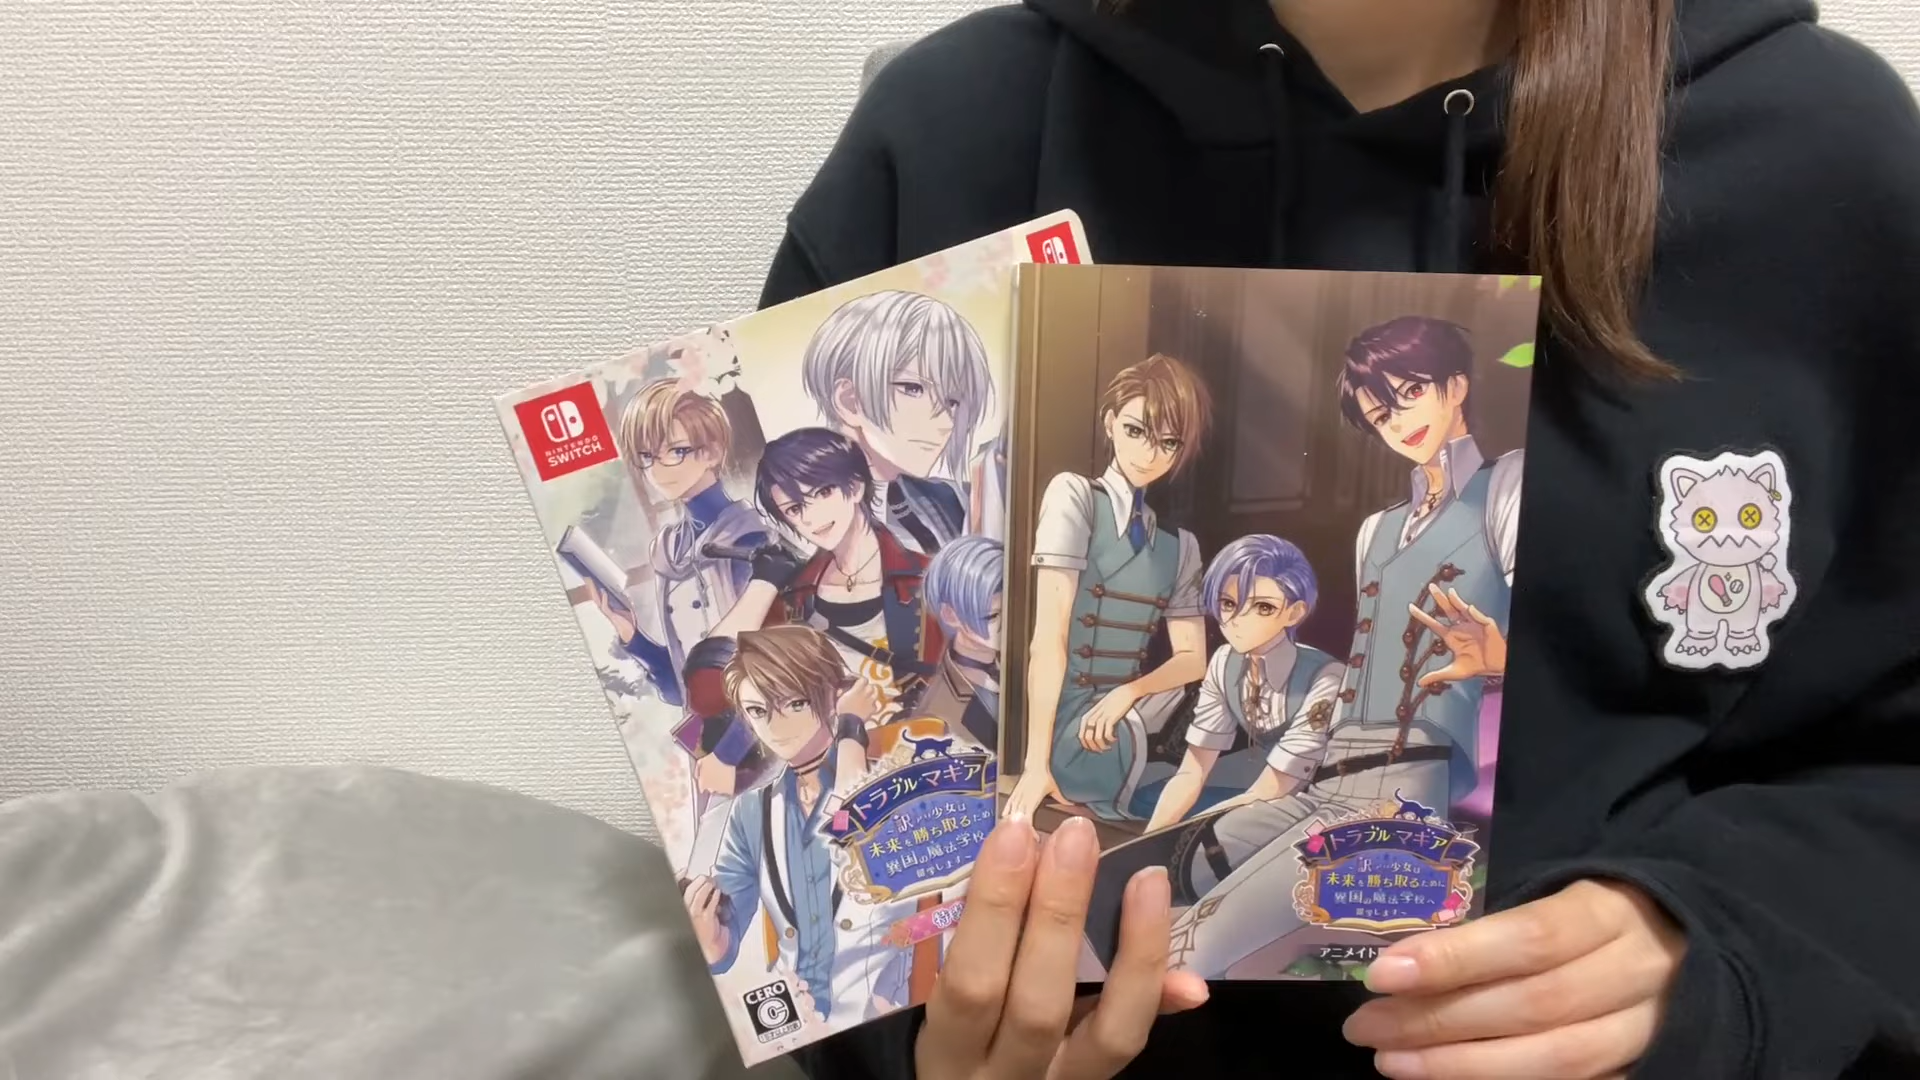 NINTENDO
SWITCH
トラブル・マギア
～訳アリ少女は
未来を勝ち取るため
異国の魔法学校
留学します～
特装
CERO
C
トラブル・マギア
～訳アリ少女は
未来を勝ち取るために
異国の魔法学校へ
留学します～
アニメイト